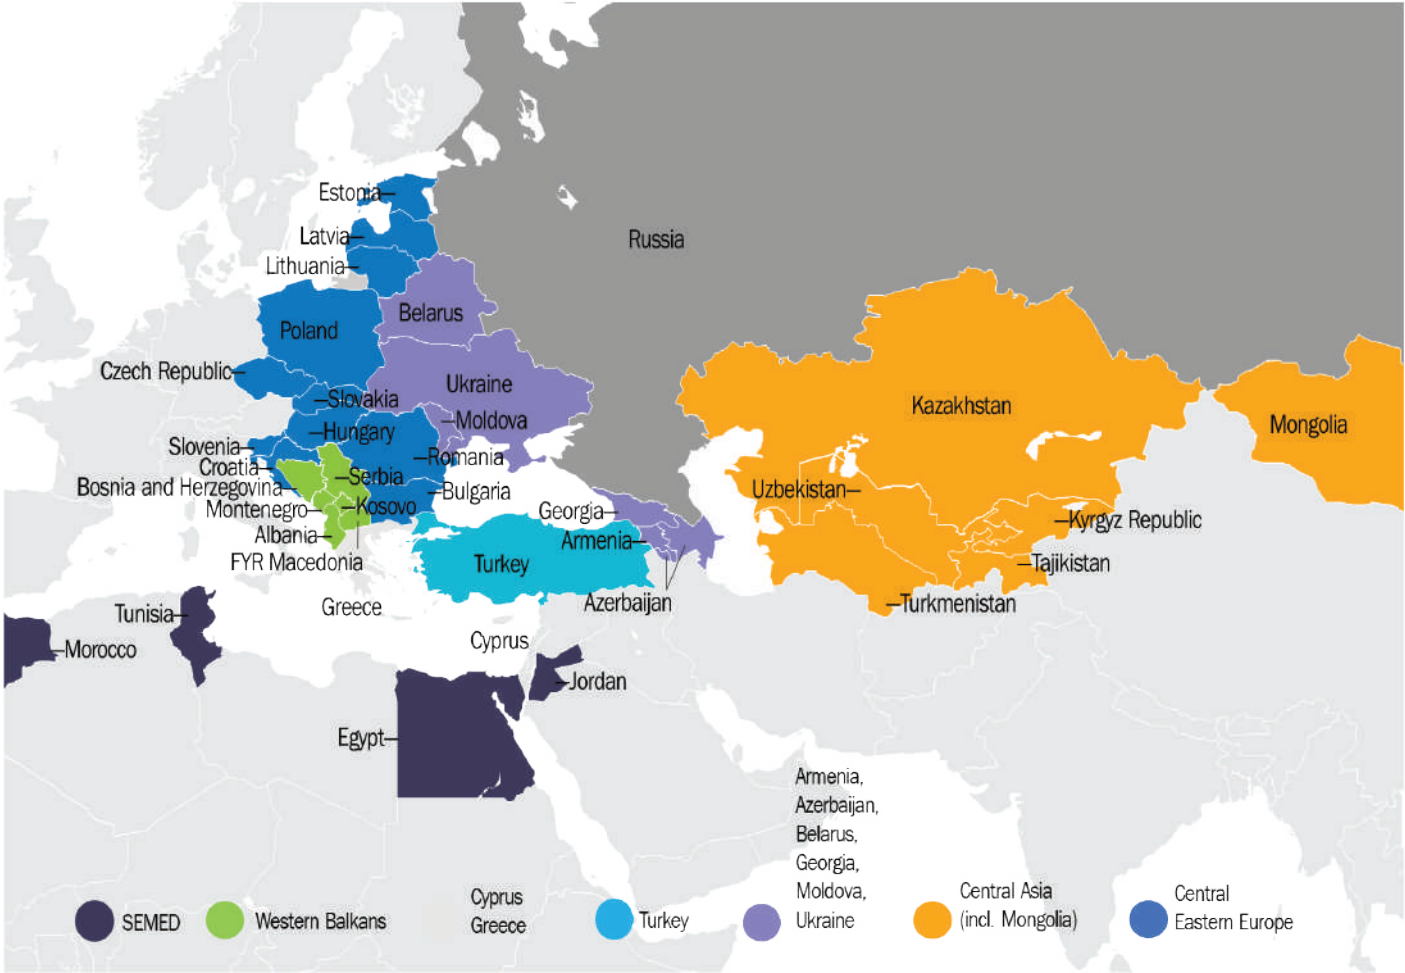 Estonia
Latvia
Russia
Lithuania
Belarus
Poland
Czech Republic
Ukraine
Slovakia
Kazakhstan
Moldova
Mongolia
Hungary
Slovenia
Romania
Croatia
Serbia
Bosnia and Herzegovina
Bulgaria
Uzbekistan
Kosovo
Montenegro
Georgia
Kyrgyz Republic
Albania
Armenia
FYR Macedonia
Turkey
Tajikistan
Azerbaijan
Turkmenistan
Greece
Tunisia
Cyprus
Morocco
Jordan
Egypt
SEMED
Western Balkans
Cyprus
Greece
Turkey
Armenia,
Azerbaijan,
Belarus,
Georgia,
Moldova,
Ukraine
Central Asia
(incl. Mongolia)
Central
Eastern Europe